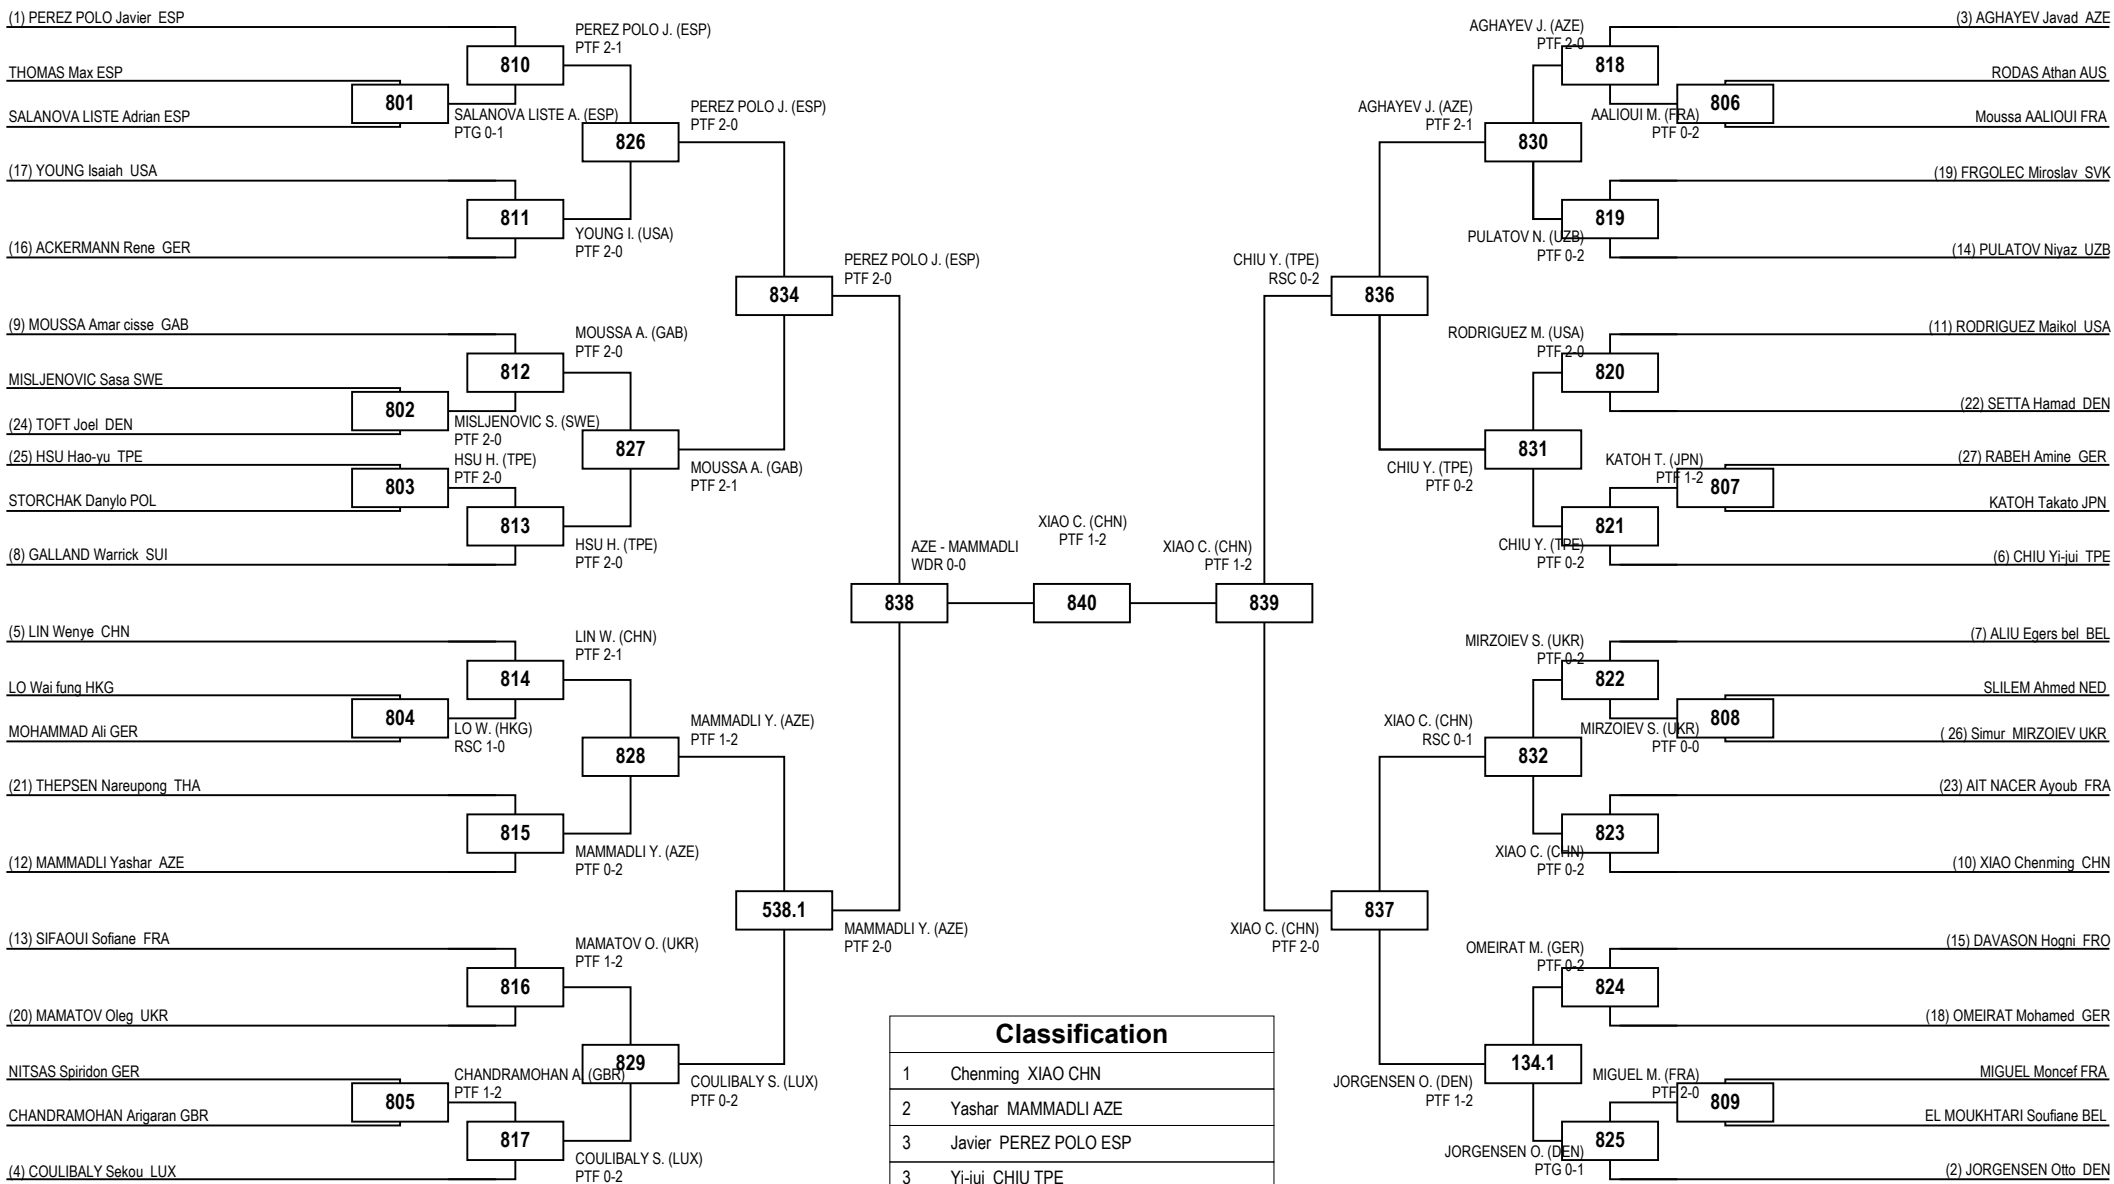 (1) PEREZ POLO Javier ESP
THOMAS Max ESP
SALANOVA LISTE Adrian ESP
(17) YOUNG Isaiah USA
(16) ACKERMANN Rene GER
(9) MOUSSA Amar cisse GAB
MISLJENOVIC Sasa SWE
(24) TOFT Joel DEN
(25) HSU Hao-yu TPE
STORCHAK Danylo POL
(8) GALLAND Warrick SUI
(5) LIN Wenye CHN
LO Wai fung HKG
MOHAMMAD Ali GER
(21) THEPSEN Nareupong THA
(12) MAMMADLI Yashar AZE
(13) SIFAOUI Sofiane FRA
(20) MAMATOV Oleg UKR
NITSAS Spiridon GER
CHANDRAMOHAN Arigaran GBR
(4) COULIBALY Sekou LUX
801
SALANOVA LISTE A. (ESP)
PTG 0-1
802
MISLJENOVIC S. (SWE)
PTF 2-0
HSU H. (TPE)
PTF 2-0
803
804
LO W. (HKG)
RSC 1-0
CHANDRAMOHAN A. (GBR)
PTF 1-2
805
PEREZ POLO J. (ESP)
PTF 2-1
810
811
YOUNG I. (USA)
PTF 2-0
MOUSSA A. (GAB)
PTF 2-0
812
813
HSU H. (TPE)
PTF 2-0
LIN W. (CHN)
PTF 2-1
814
815
MAMMADLI Y. (AZE)
PTF 0-2
MAMATOV O. (UKR)
PTF 1-2
816
817
COULIBALY S. (LUX)
PTF 0-2
PEREZ POLO J. (ESP)
PTF 2-0
826
827
MOUSSA A. (GAB)
PTF 2-1
MAMMADLI Y. (AZE)
PTF 1-2
828
829
COULIBALY S. (LUX)
PTF 0-2
PEREZ POLO J. (ESP)
PTF 2-0
834
538.1
MAMMADLI Y. (AZE)
PTF 2-0
AZE - MAMMADLI
WDR 0-0
838
XIAO C. (CHN)
PTF 1-2
840
XIAO C. (CHN)
PTF 1-2
839
CHIU Y. (TPE)
RSC 0-2
836
XIAO C. (CHN)
PTF 2-0
837
AGHAYEV J. (AZE)
PTF 2-1
830
CHIU Y. (TPE)
PTF 0-2
831
XIAO C. (CHN)
RSC 0-1
832
JORGENSEN O. (DEN)
PTF 1-2
134.1
AGHAYEV J. (AZE)
PTF 2-0
818
PULATOV N. (UZB)
PTF 0-2
819
RODRIGUEZ M. (USA)
PTF 2-0
820
CHIU Y. (TPE)
PTF 0-2
821
MIRZOIEV S. (UKR)
PTF 0-2
822
XIAO C. (CHN)
PTF 0-2
823
OMEIRAT M. (GER)
PTF 0-2
824
JORGENSEN O. (DEN)
PTG 0-1
825
AALIOUI M. (FRA)
PTF 0-2
806
KATOH T. (JPN)
PTF 1-2
807
MIRZOIEV S. (UKR)
PTF 0-0
808
MIGUEL M. (FRA)
PTF 2-0
809
(3) AGHAYEV Javad AZE
RODAS Athan AUS
Moussa AALIOUI FRA
(19) FRGOLEC Miroslav SVK
(14) PULATOV Niyaz UZB
(11) RODRIGUEZ Maikol USA
(22) SETTA Hamad DEN
(27) RABEH Amine GER
KATOH Takato JPN
(6) CHIU Yi-jui TPE
(7) ALIU Egers bel BEL
SLILEM Ahmed NED
( 26) Simur MIRZOIEV UKR
(23) AIT NACER Ayoub FRA
(10) XIAO Chenming CHN
(15) DAVASON Hogni FRO
(18) OMEIRAT Mohamed GER
MIGUEL Moncef FRA
EL MOUKHTARI Soufiane BEL
(2) JORGENSEN Otto DEN
Classification
1 Chenming XIAO CHN
2 Yashar MAMMADLI AZE
3 Javier PEREZ POLO ESP
3 Yi-jui CHIU TPE